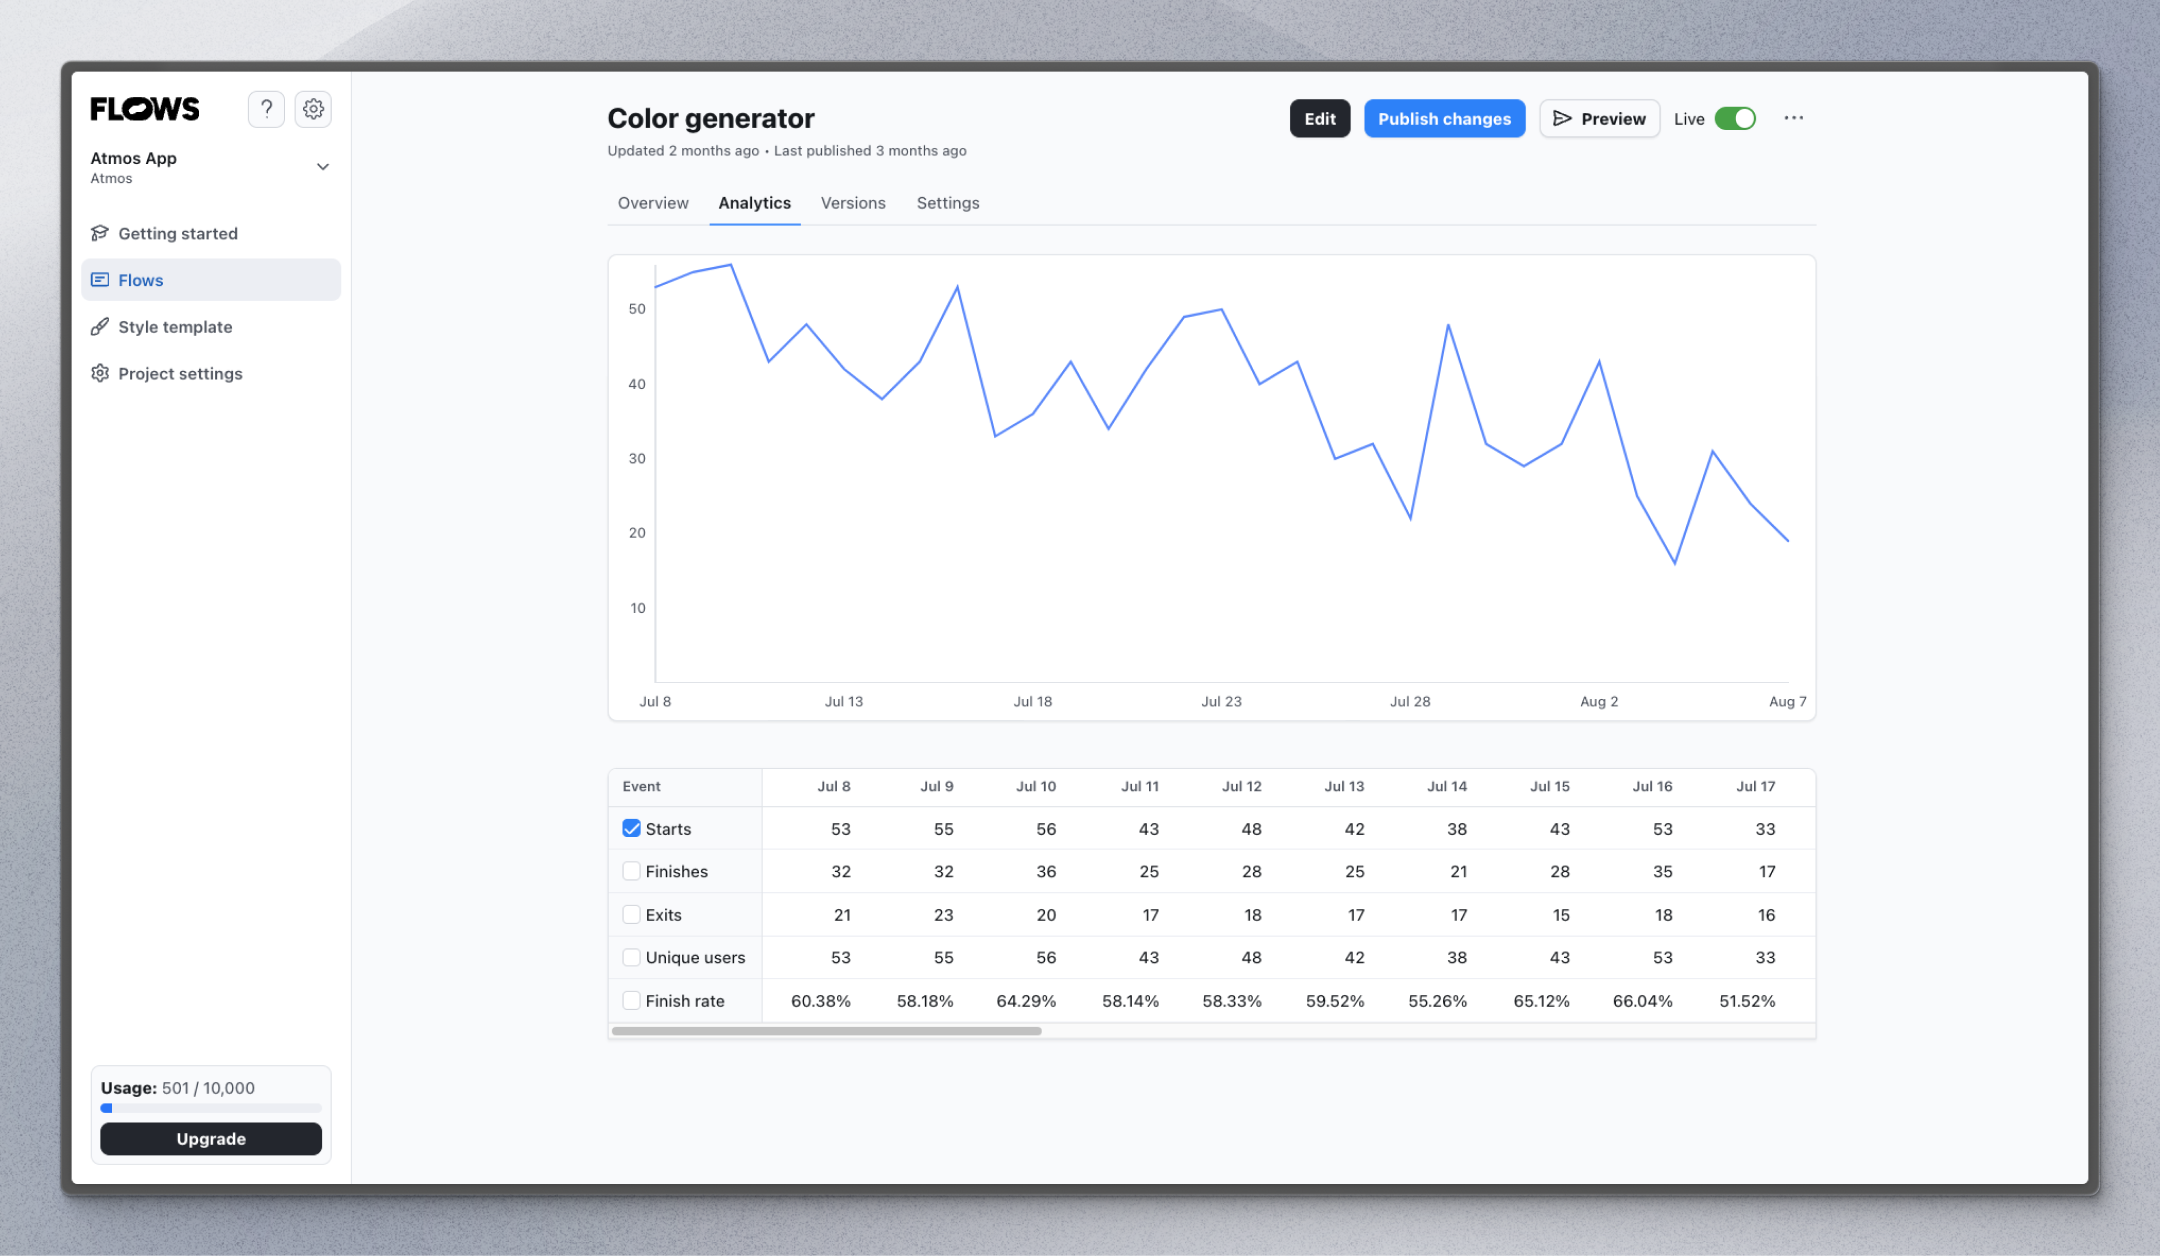 FLOWS
?
Atmos App
Atmos
Getting started
Flows
Style template
Project settings
Usage: 501 / 10,000
Upgrade
Color generator
Updated 2 months ago • Last published 3 months ago
Edit
Publish changes
Preview
Live
Overview Analytics Versions Settings
50
40
30
20
10
Jul 8 Jul 13 Jul 18 Jul 23 Jul 28 Aug 2 Aug 7
Event Jul 8 Jul 9 Jul 10 Jul 11 Jul 12 Jul 13 Jul 14 Jul 15 Jul 16 Jul 17
Starts 53 55 56 43 48 42 38 43 53 33
Finishes 32 32 36 25 28 25 21 28 35 17
Exits 21 23 20 17 18 17 17 15 18 16
Unique users 53 55 56 43 48 42 38 43 53 33
Finish rate 60.38% 58.18% 64.29% 58.14% 58.33% 59.52% 55.26% 65.12% 66.04% 51.52%